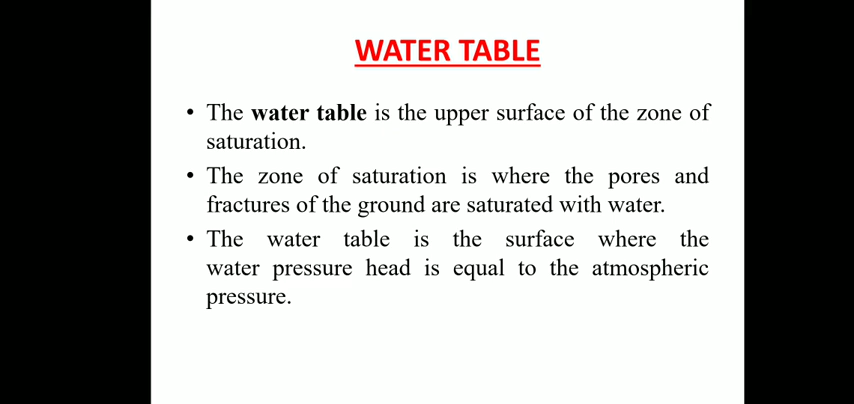 WATER TABLE
• The water table is the upper surface of the zone of
saturation.
• The zone of saturation is where the pores and
fractures of the ground are saturated with water.
• The water table is the surface where the
water pressure head is equal to the atmospheric
pressure.